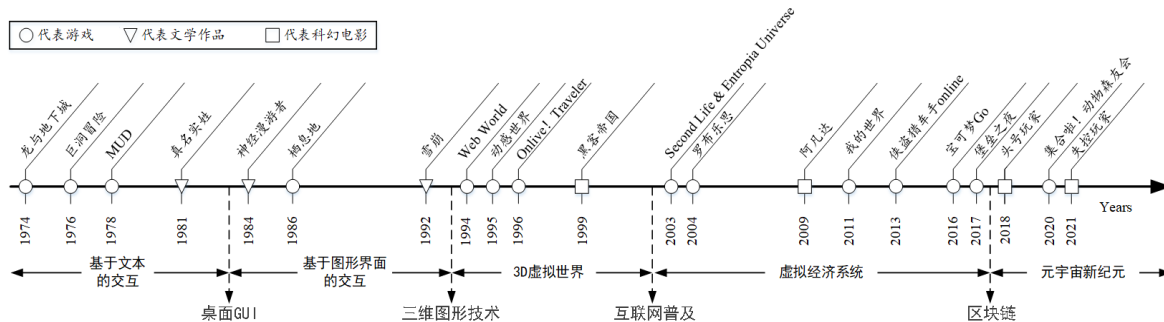 代表游戏
代表文学作品
代表科幻电影
龙与地下城
巨洞冒险
MUD
真名实姓
神经漫游者
栖息地
雪崩
Web World
动感世界
Onlive! Traveler
黑客帝国
Second Life & Entropia Universe
罗布乐思
阿凡达
我的世界
侠盗猎车手online
宝可梦Go
堡垒之夜
头号玩家
集合啦！动物森友会
失控玩家
1974
1976
1978
1981
1984
1986
1992
1994
1995
1996
1999
2003
2004
2009
2011
2013
2016
2017
2018
2020
2021
Years
基于文本
的交互
基于图形界面
的交互
3D虚拟世界
虚拟经济系统
元宇宙新纪元
桌面GUI
三维图形技术
互联网普及
区块链